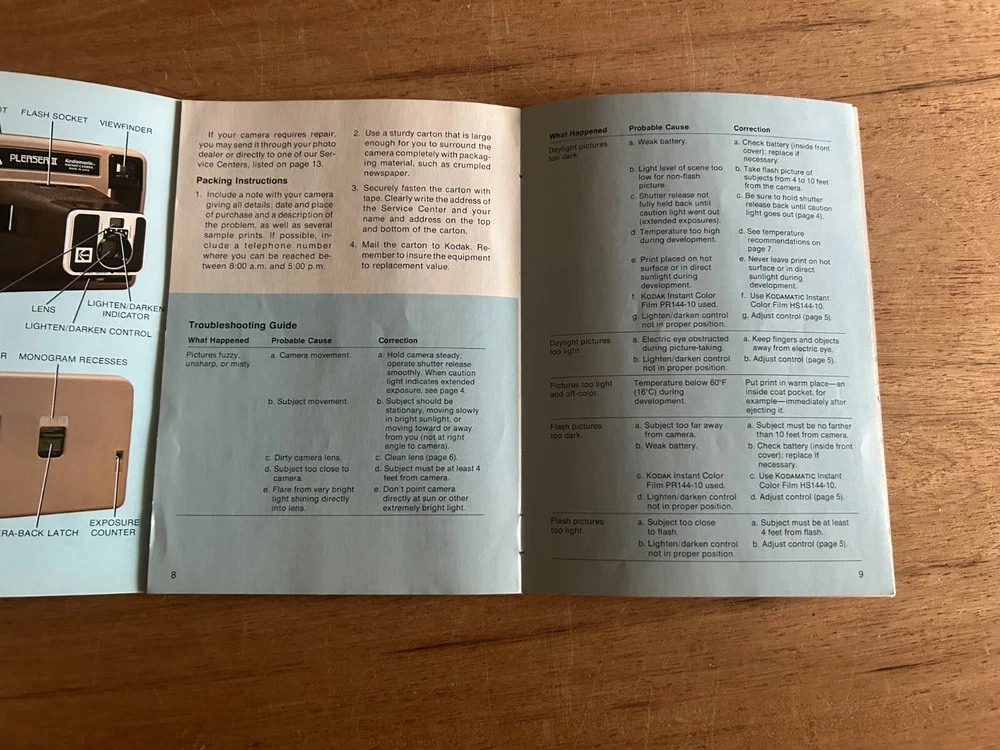 OT
FLASH SOCKET
VIEWFINDER
PLEASER II
Kodamatic
LENS
LIGHTEN/DARKEN
INDICATOR
LIGHTEN/DARKEN CONTROL
R
MONOGRAM RECESSES
ERA-BACK LATCH
EXPOSURE
COUNTER
If your camera requires repair,
you may send it through your photo
dealer or directly to one of our Ser-
vice Centers, listed on page 13.
Packing Instructions
1. Include a note with your camera
giving all details: date and place
of purchase and a description of
the problem, as well as several
sample prints. If possible, in-
clude a telephone number
where you can be reached be-
tween 8:00 a.m. and 5:00 p.m.
2. Use a sturdy carton that is large
enough for you to surround the
camera completely with packag-
ing material, such as crumpled
newspaper.
3. Securely fasten the carton with
tape. Clearly write the address of
the Service Center and your
name and address on the top
and bottom of the carton.
4. Mail the carton to Kodak. Re-
member to insure the equipment
to replacement value.
Troubleshooting Guide
What Happened Probable Cause Correction
Pictures fuzzy,
unsharp, or misty.
a. Camera movement.
a. Hold camera steady;
operate shutter release
smoothly. When caution
light indicates extended
exposure, see page 4.
b. Subject movement.
b. Subject should be
stationary, moving slowly
in bright sunlight, or
moving toward or away
from you (not at right
angle to camera).
c. Dirty camera lens.
c. Clean lens (page 6).
d. Subject too close to
camera.
d. Subject must be at least 4
feet from camera.
e. Flare from very bright
light shining directly
into lens.
e. Don't point camera
directly at sun or other
extremely bright light.
8
What Happened Probable Cause Correction
Daylight pictures
too dark.
a. Weak battery.
a. Check battery (inside front
cover); replace if
necessary.
b. Light level of scene too
low for non-flash
picture.
b. Take flash picture of
subjects from 4 to 10 feet
from the camera.
c. Shutter release not
fully held back until
caution light went out
(extended exposures).
c. Be sure to hold shutter
release back until caution
light goes out (page 4).
d. Temperature too high
during development.
d. See temperature
recommendations on
page 7.
e. Print placed on hot
surface or in direct
sunlight during
development.
e. Never leave print on hot
surface or in direct
sunlight during
development.
f. KODAK Instant Color
Film PR144-10 used.
f. Use KODAMATIC Instant
Color Film HS144-10.
g. Lighten/darken control
not in proper position.
g. Adjust control (page 5).
Daylight pictures
too light.
a. Electric eye obstructed
during picture-taking.
a. Keep fingers and objects
away from electric eye.
b. Lighten/darken control
not in proper position.
b. Adjust control (page 5).
Pictures too light
and off-color.
Temperature below 60°F
(16°C) during
development.
Put print in warm place—an
inside coat pocket, for
example—immediately after
ejecting it.
Flash pictures
too dark.
a. Subject too far away
from camera.
a. Subject must be no farther
than 10 feet from camera.
b. Weak battery.
b. Check battery (inside front
cover); replace if
necessary.
c. KODAK Instant Color
Film PR144-10 used.
c. Use KODAMATIC Instant
Color Film HS144-10.
d. Lighten/darken control
not in proper position.
d. Adjust control (page 5).
Flash pictures
too light.
a. Subject too close
to flash.
a. Subject must be at least
4 feet from flash.
b. Lighten/darken control
not in proper position.
b. Adjust control (page 5).
9